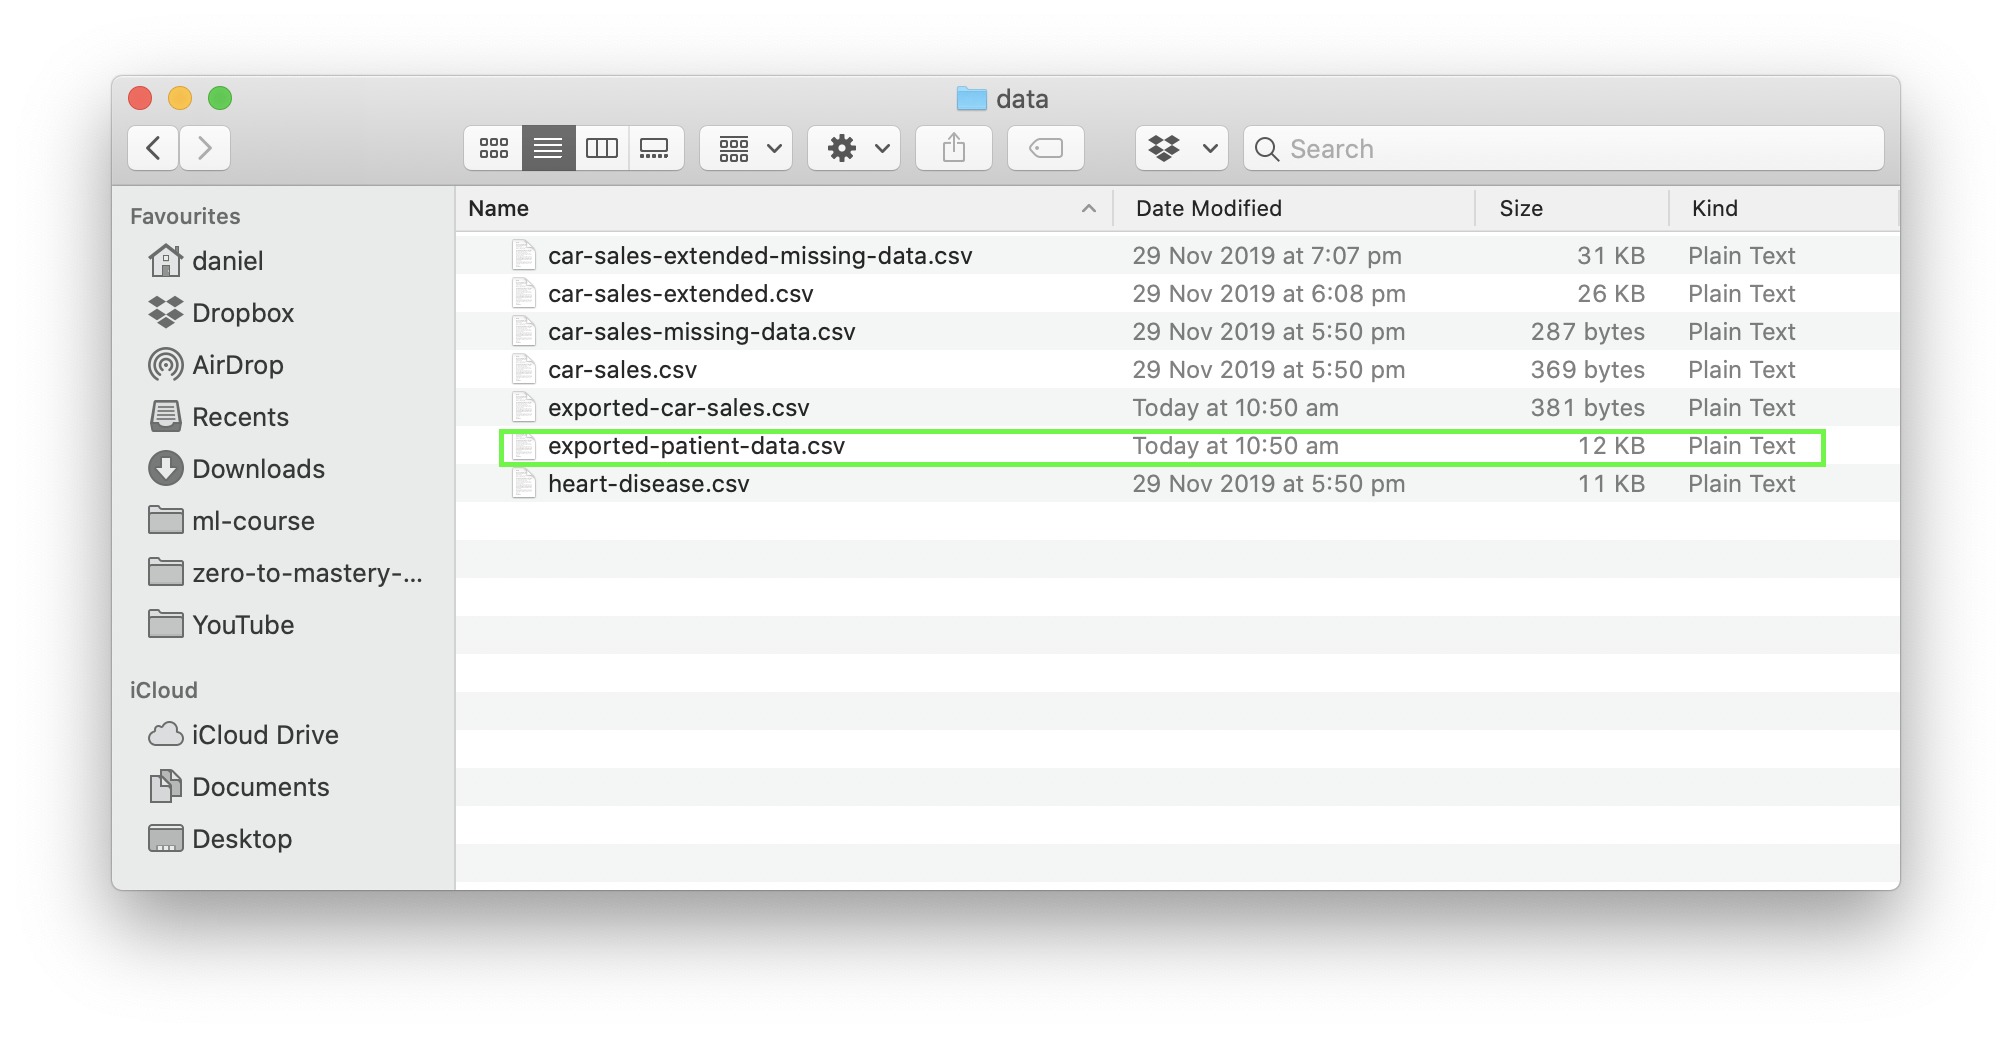 data
Search
Favourites
daniel
Dropbox
AirDrop
Recents
Downloads
ml-course
zero-to-mastery-...
YouTube
iCloud
iCloud Drive
Documents
Desktop
Name Date Modified Size Kind
car-sales-extended-missing-data.csv 29 Nov 2019 at 7:07 pm 31 KB Plain Text
car-sales-extended.csv 29 Nov 2019 at 6:08 pm 26 KB Plain Text
car-sales-missing-data.csv 29 Nov 2019 at 5:50 pm 287 bytes Plain Text
car-sales.csv 29 Nov 2019 at 5:50 pm 369 bytes Plain Text
exported-car-sales.csv Today at 10:50 am 381 bytes Plain Text
exported-patient-data.csv Today at 10:50 am 12 KB Plain Text
heart-disease.csv 29 Nov 2019 at 5:50 pm 11 KB Plain Text